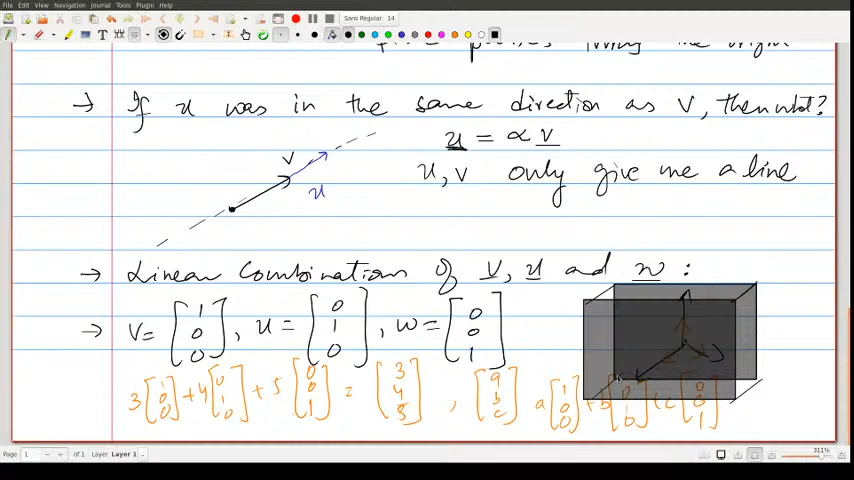 File Edit View Journal Tools Plugin Help
Sans Regular 14
→ If u was in the same direction as v, then what?
u = α v
v
u
u, v only give me a line
→ Linear Combinations of v, u and w :
→ v = [1 0 0], u = [0 1 0], w = [0 0 1]
3[1 0 0] + 4[0 1 0] + 5[0 0 1] = [3 4 5], [a b c] a[1 0 0] + b[0 1 0] + c[0 0 1]
Page 1 of 1 Layer Layer 1 311%